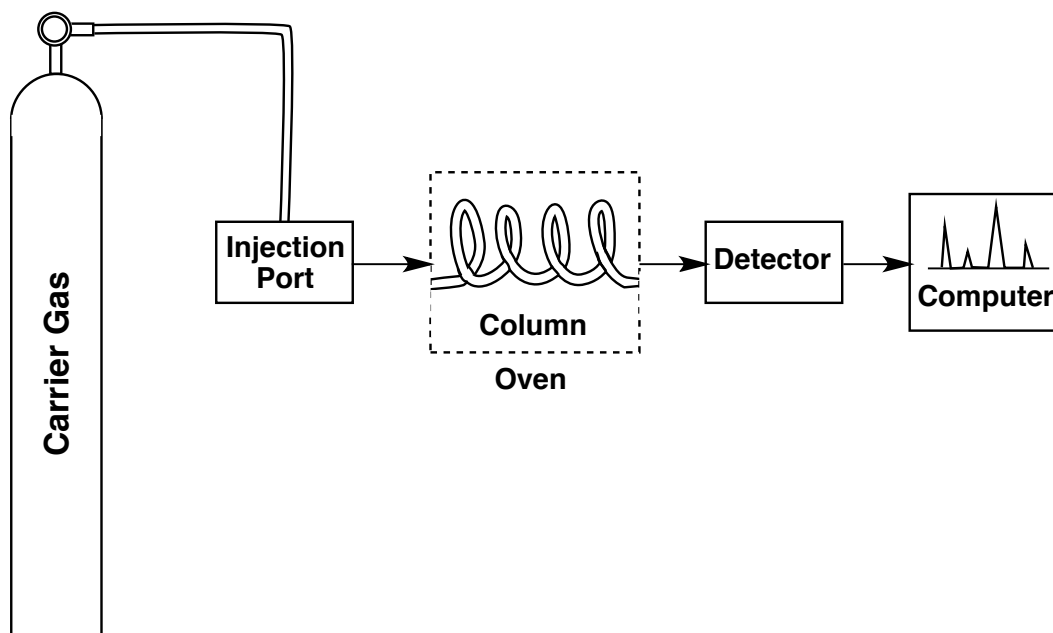 Carrier Gas
Injection
Port
Column
Oven
Detector
Computer